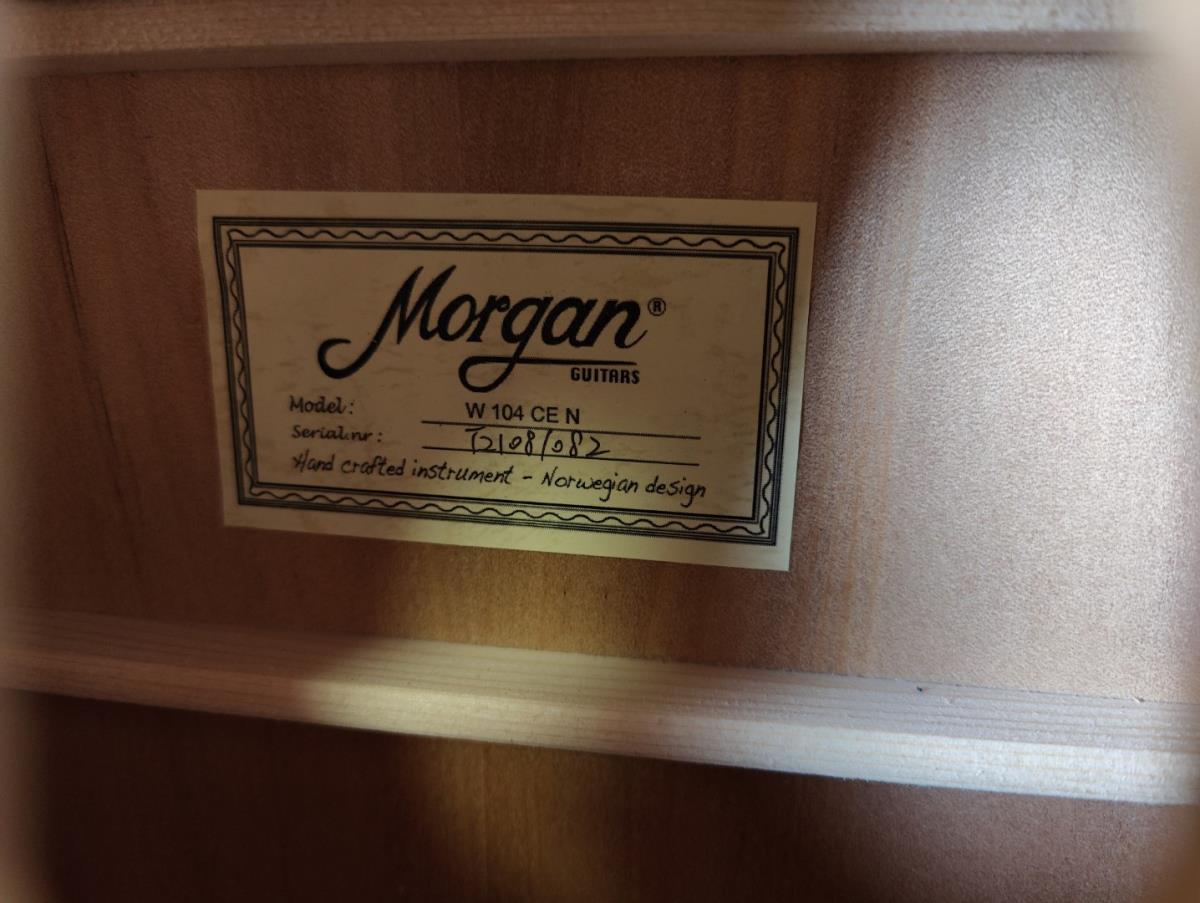 Morgan®
GUITARS
Model: W 104 CE N
Serial.nr: T2108/082
Hand crafted instrument - Norwegian design